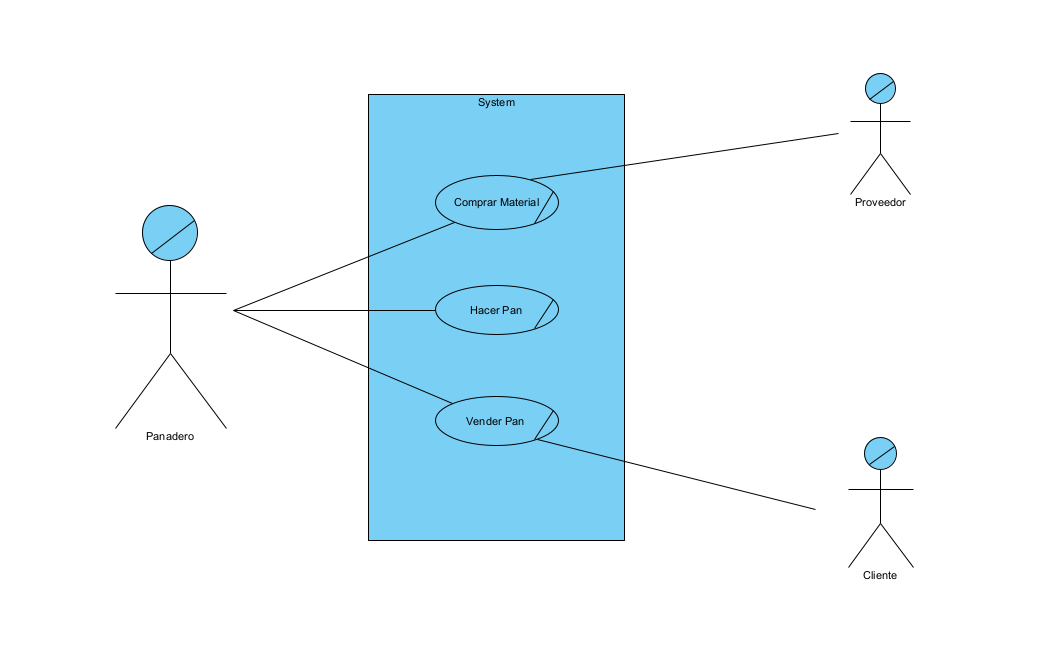 System
Proveedor
Comprar Material
Hacer Pan
Vender Pan
Panadero
Cliente